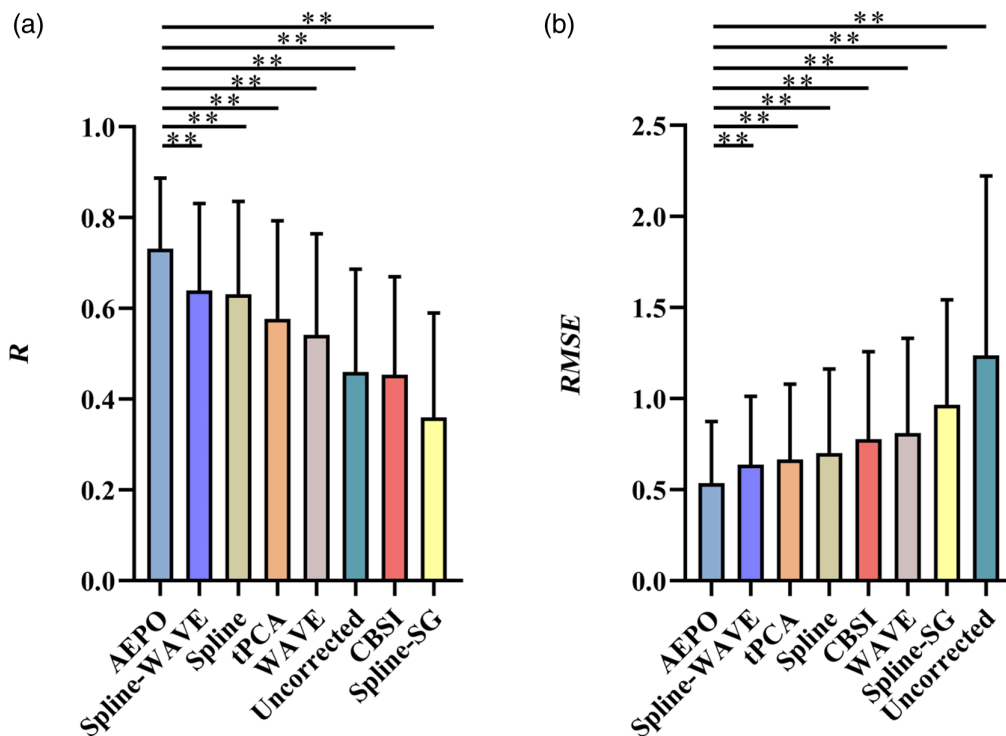 (a)
**
**
**
**
**
**
**
1.0
0.8
0.6
0.4
0.2
0.0
R
AEPO
Spline-WAVE
Spline
tPCA
WAVE
Uncorrected
CBSI
Spline-SG
(b)
**
**
**
**
**
**
**
2.5
2.0
1.5
1.0
0.5
0.0
RMSE
AEPO
Spline-WAVE
tPCA
Spline
CBSI
WAVE
Spline-SG
Uncorrected